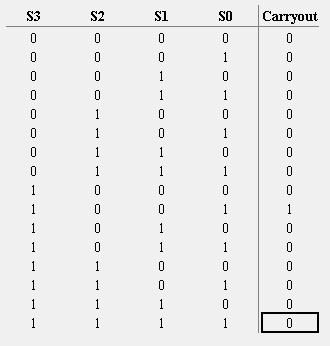 S3 S2 S1 S0 Carryout
0 0 0 0 0
0 0 0 1 0
0 0 1 0 0
0 0 1 1 0
0 1 0 0 0
0 1 0 1 0
0 1 1 0 0
0 1 1 1 0
1 0 0 0 0
1 0 0 1 1
1 0 1 0 0
1 0 1 1 0
1 1 0 0 0
1 1 0 1 0
1 1 1 0 0
1 1 1 1 0